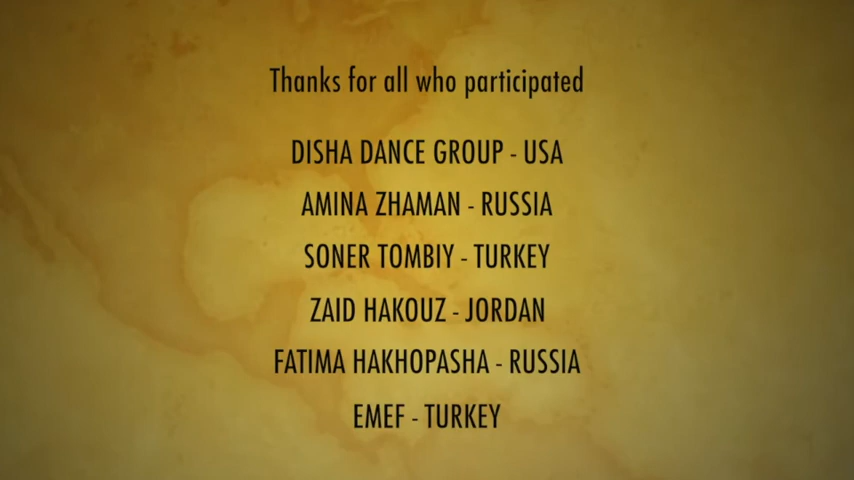 Thanks for all who participated
DISHA DANCE GROUP - USA
AMINA ZHAMAN - RUSSIA
SONER TOMBIY - TURKEY
ZAID HAKOUZ - JORDAN
FATIMA HAKHOPASHA - RUSSIA
EMEF - TURKEY